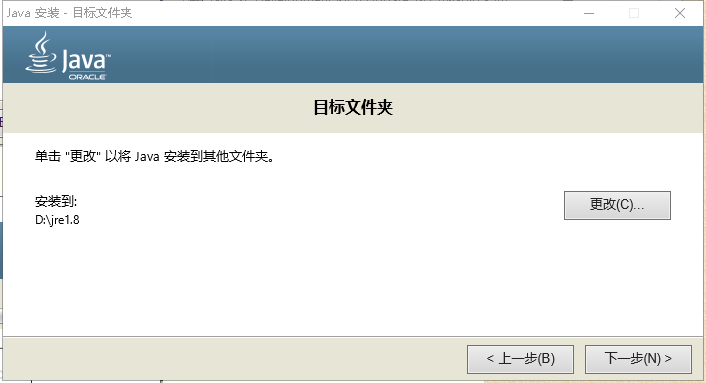 Java 安装 - 目标文件夹
Java™
ORACLE
目标文件夹
单击 "更改" 以将 Java 安装到其他文件夹。
安装到:
更改(C)...
D:\jre1.8
< 上一步(B)
下一步(N) >